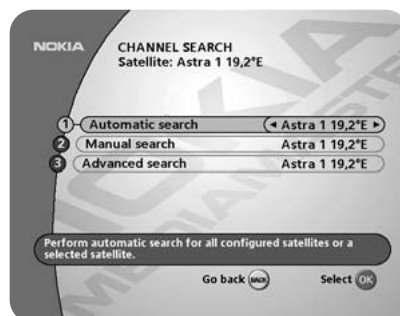 NOKIA
CHANNEL SEARCH
Satellite: Astra 1 19,2°E
1 Automatic search ◂ Astra 1 19,2°E ▸
2 Manual search Astra 1 19,2°E
3 Advanced search Astra 1 19,2°E
Perform automatic search for all configured satellites or a
selected satellite.
Go back BACK Select OK
NOKIA
MEDIAMASTER